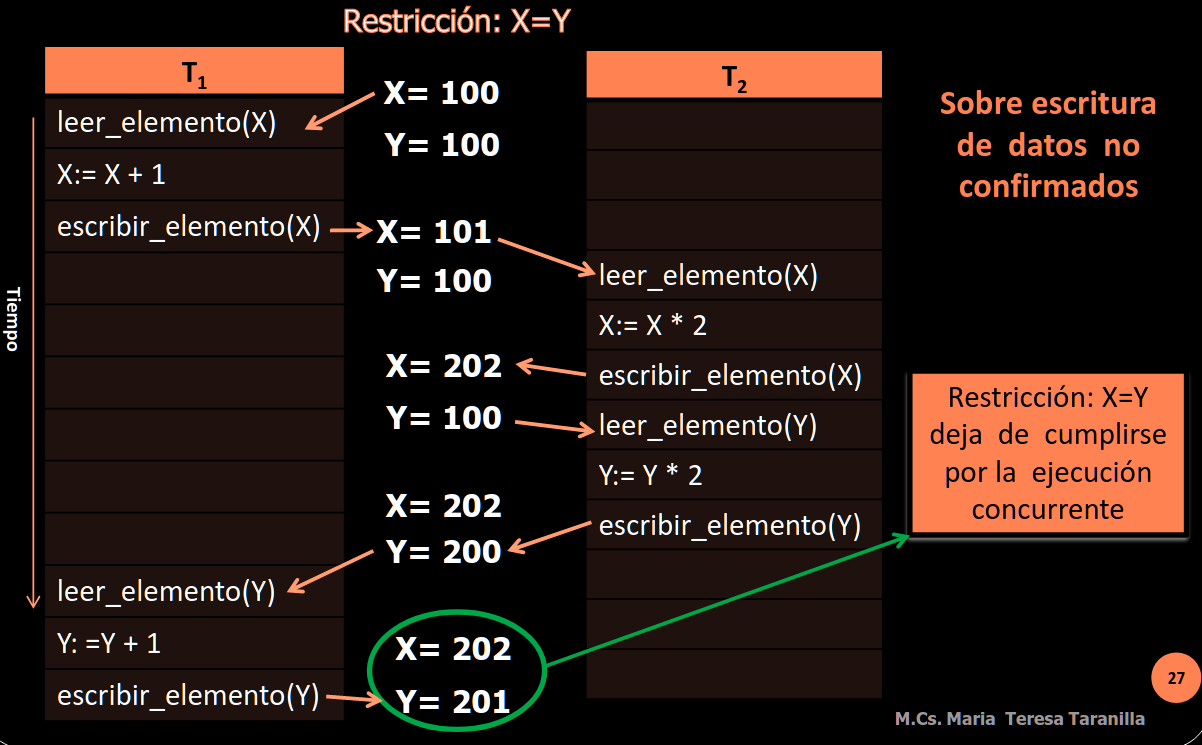 Restricción: X=Y
T1
leer_elemento(X)
X:= X + 1
escribir_elemento(X)
leer_elemento(Y)
Y: =Y + 1
escribir_elemento(Y)
Tiempo
X= 100
Y= 100
X= 101
Y= 100
X= 202
Y= 100
X= 202
Y= 200
X= 202
Y= 201
T2
leer_elemento(X)
X:= X * 2
escribir_elemento(X)
leer_elemento(Y)
Y:= Y * 2
escribir_elemento(Y)
Sobre escritura
de datos no
confirmados
Restricción: X=Y
deja de cumplirse
por la ejecución
concurrente
27
M.Cs. Maria Teresa Taranilla